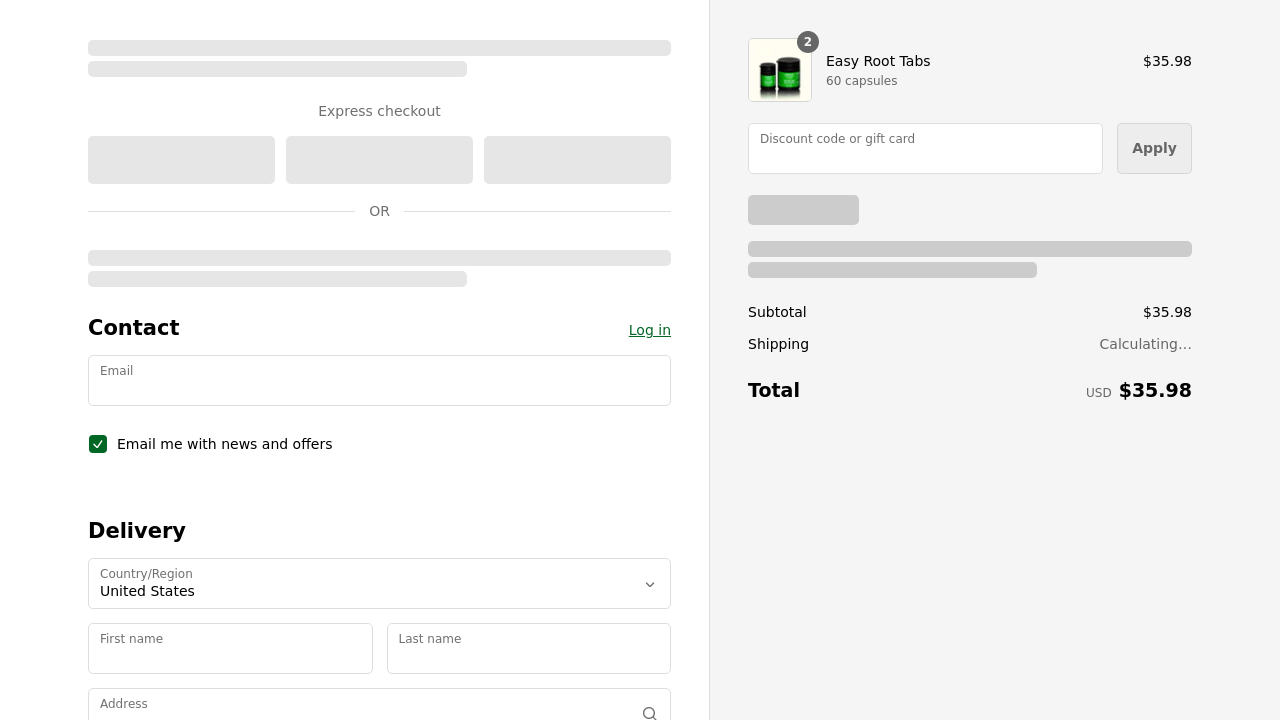 Express checkout
OR
Contact
Log in
Email
Email me with news and offers
Delivery
Country/Region
United States
First name
Last name
Address
2
Easy Root Tabs
$35.98
60 capsules
Discount code or gift card
Apply
Subtotal
$35.98
Shipping
Calculating…
Total
USD $35.98